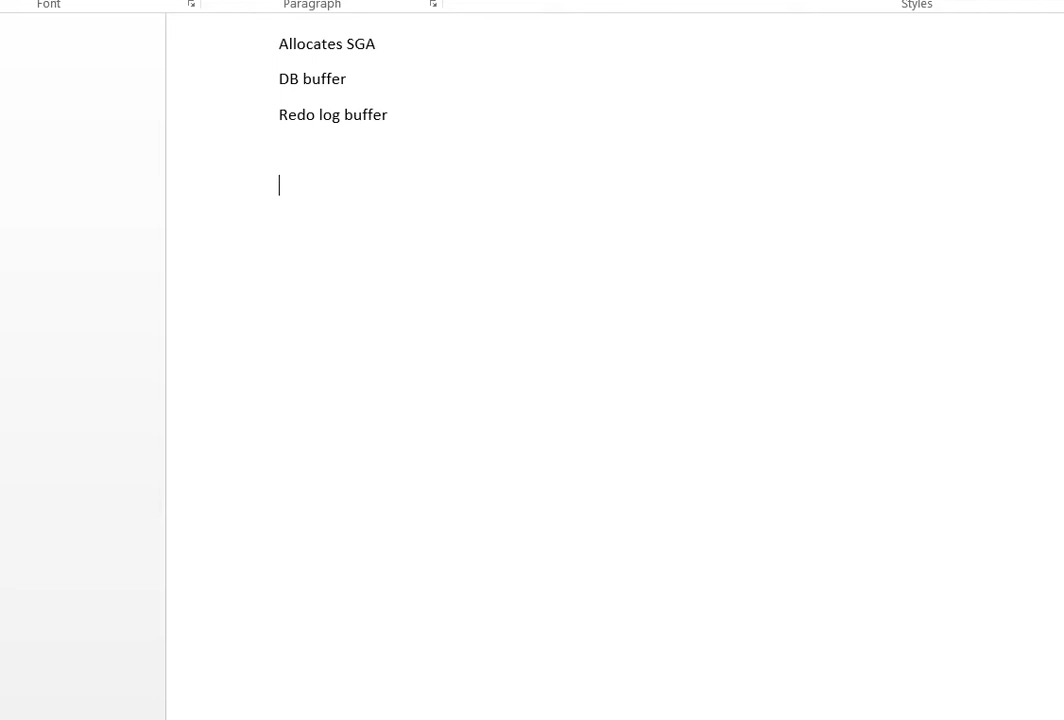 Font Paragraph Styles
Allocates SGA
DB buffer
Redo log buffer